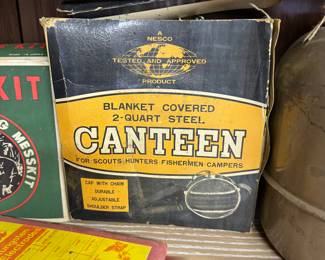 A
NESCO
TESTED AND APPROVED
PRODUCT
BLANKET COVERED
2-QUART STEEL
CANTEEN
FOR SCOUTS HUNTERS FISHERMEN CAMPERS
CAP WITH CHAIN
DURABLE -
ADJUSTABLE
SHOULDER STRAP
KIT
MESSKIT